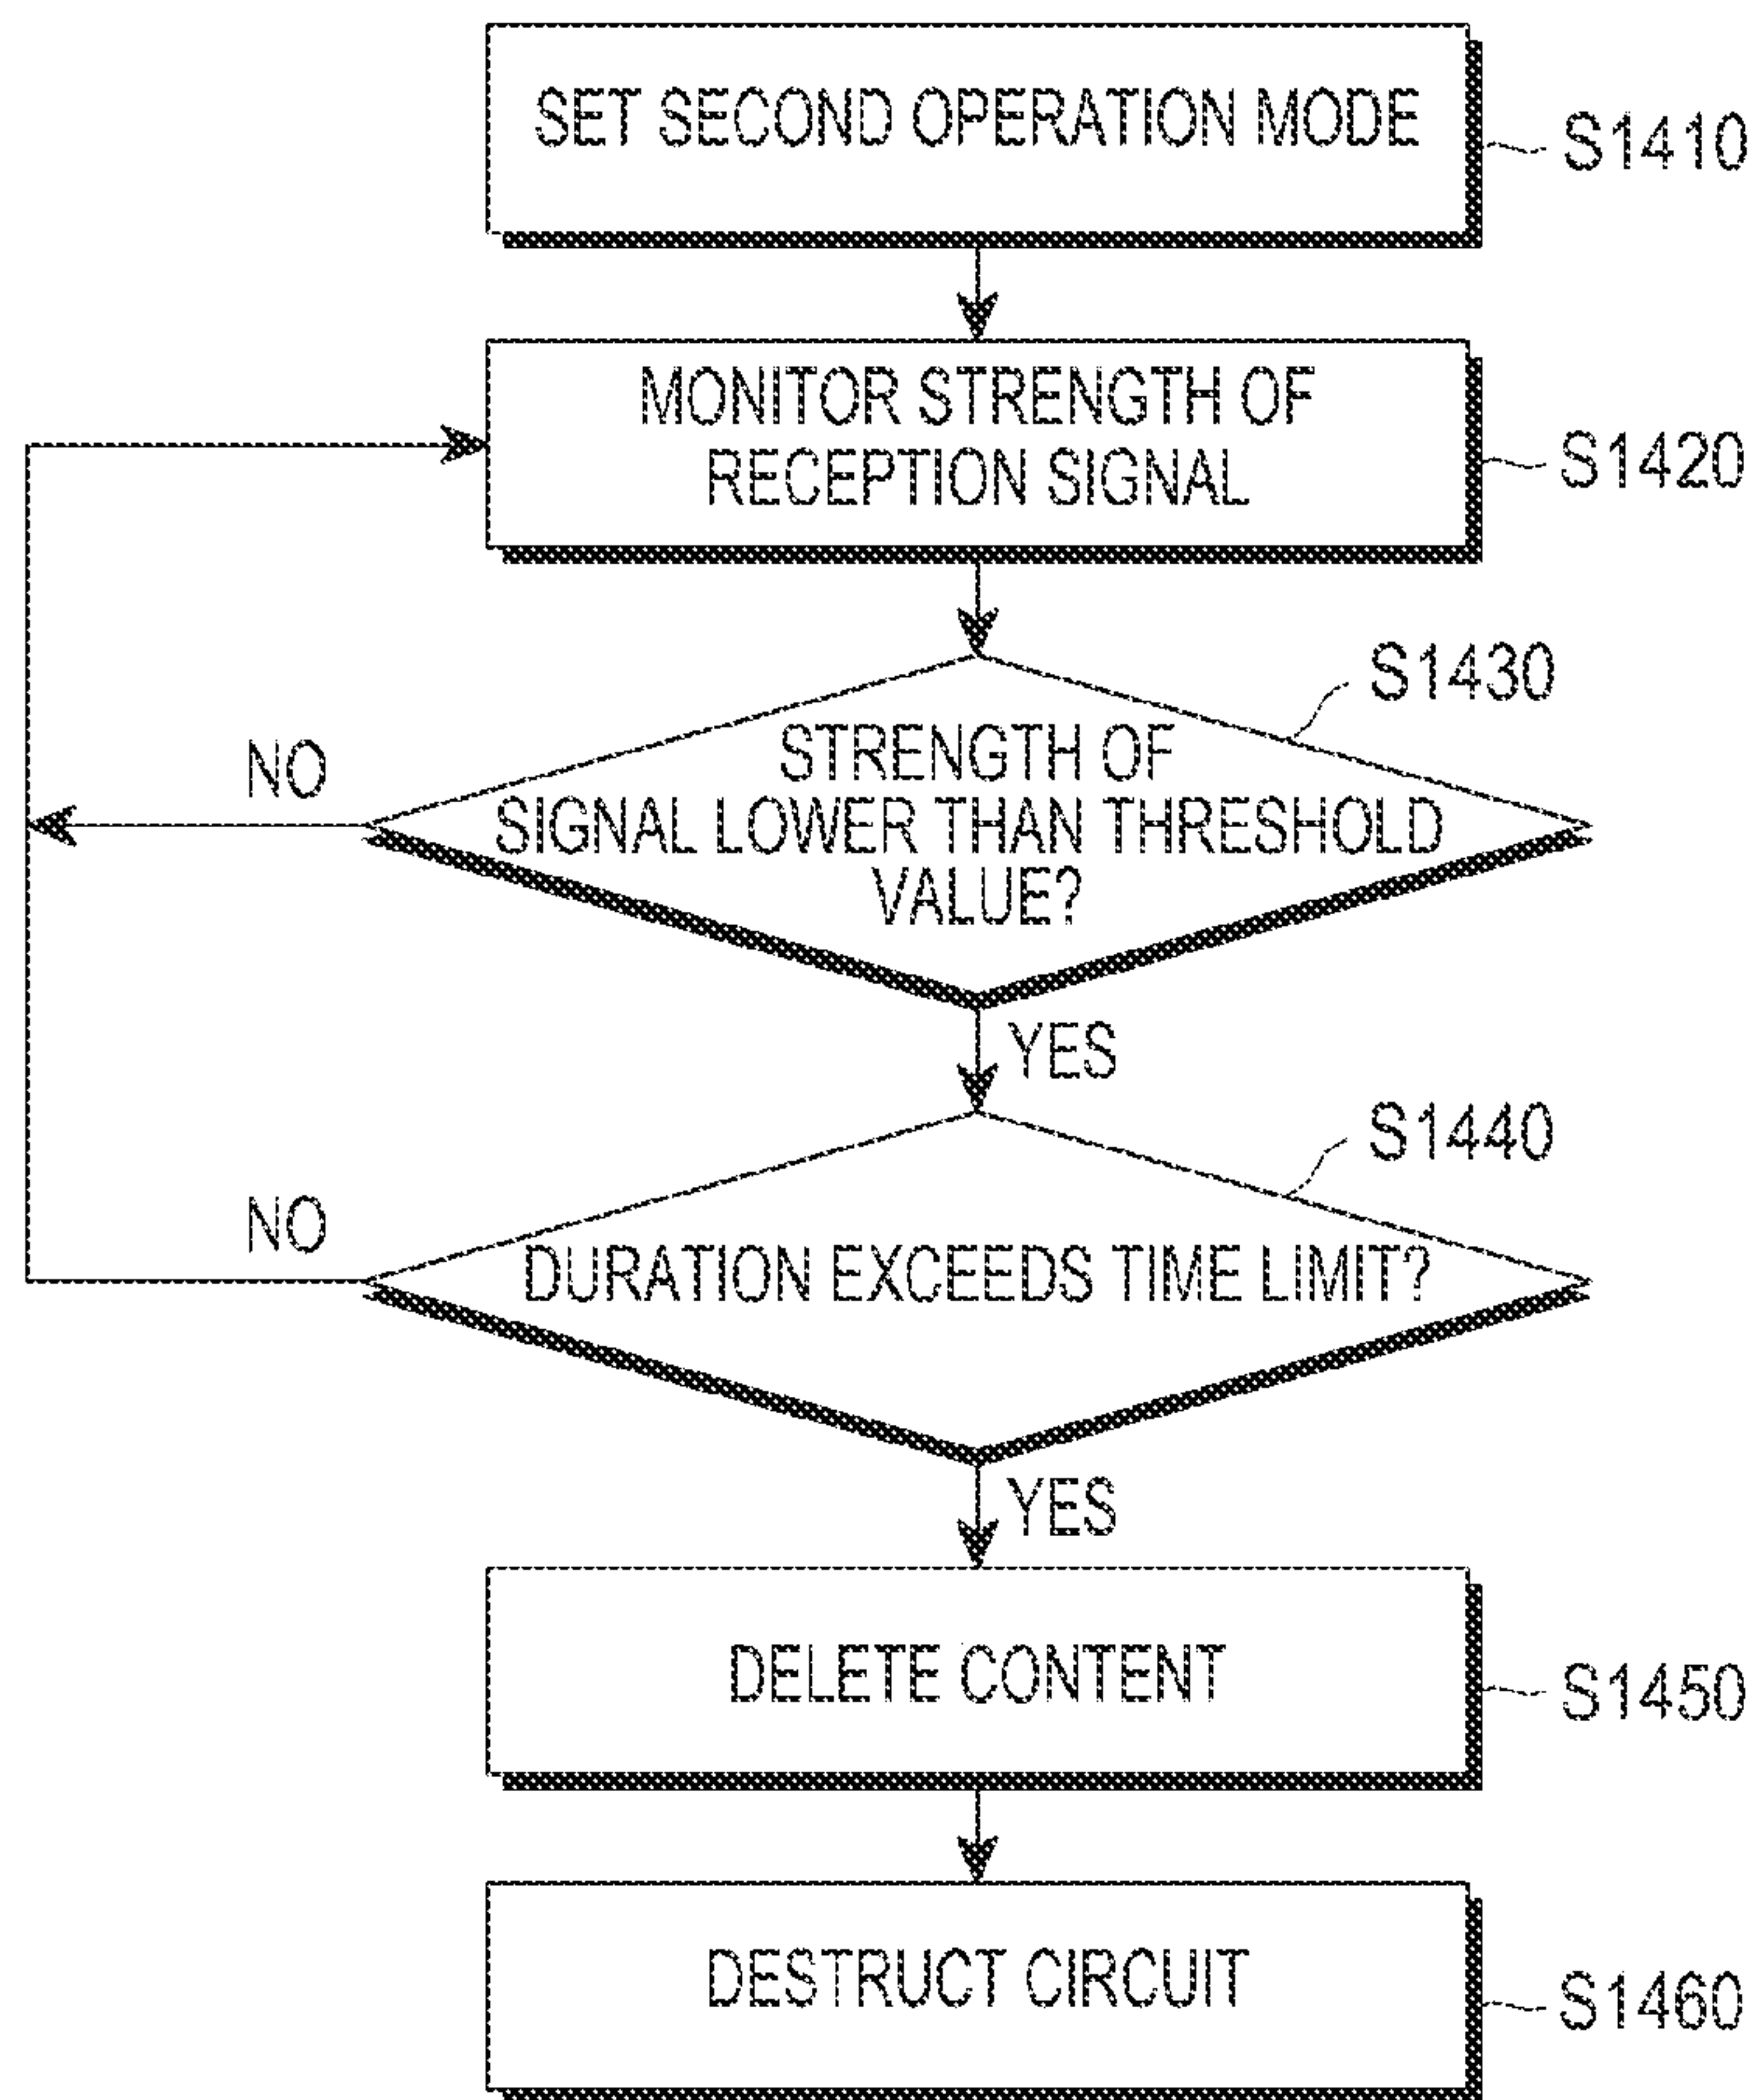 SET SECOND OPERATION MODE
S1410
MONITOR STRENGTH OF
RECEPTION SIGNAL
S1420
S1430
STRENGTH OF
SIGNAL LOWER THAN THRESHOLD
VALUE?
NO
YES
S1440
DURATION EXCEEDS TIME LIMIT?
NO
YES
DELETE CONTENT
S1450
DESTRUCT CIRCUIT
S1460